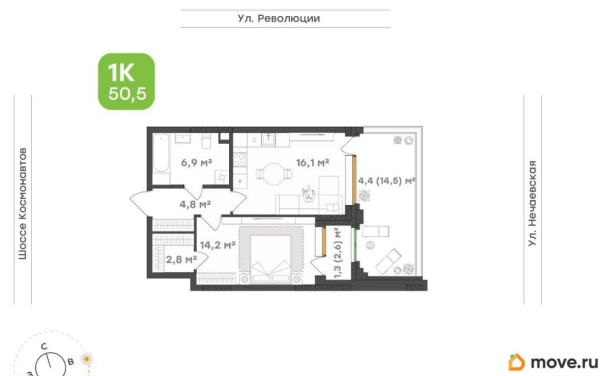 Ул. Революции
1К
50,5
Шоссе Космонавтов
6,9 м²
16,1 м²
4,4 (14,5) м²
4,8 м²
14,2 м²
2,8 м²
1,3 (2,6) м²
Ул. Нечаевская
С
В
З
move.ru